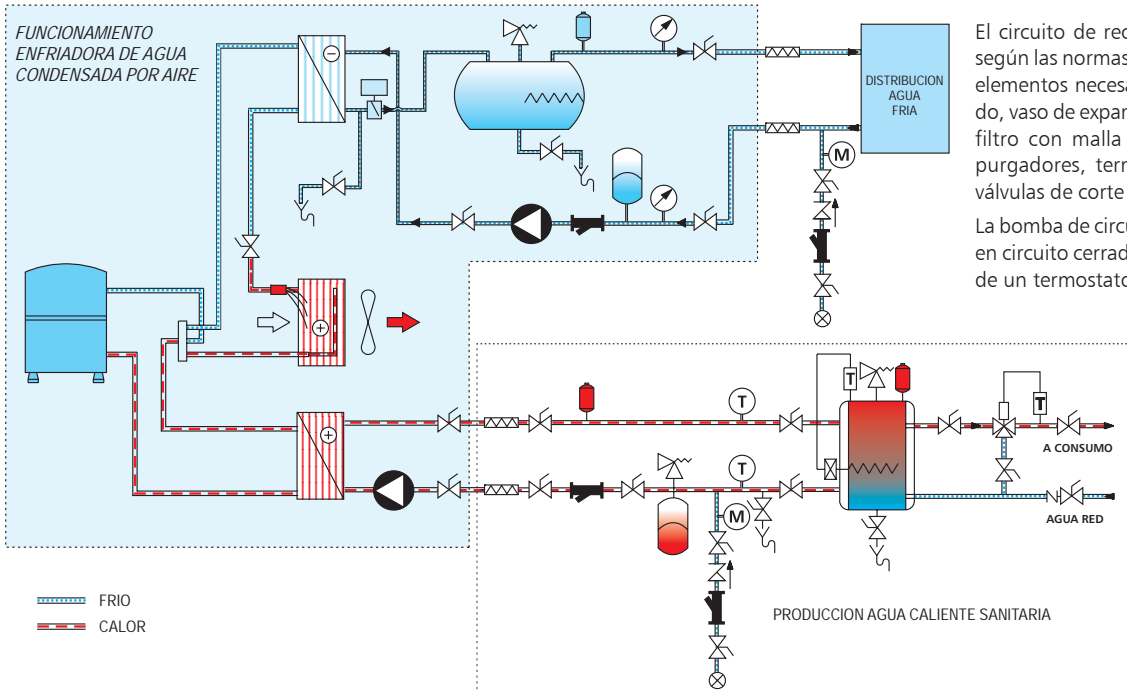 FUNCIONAMIENTO
ENFRIADORA DE AGUA
CONDENSADA POR AIRE
DISTRIBUCION
AGUA
FRIA
M
El circuito de rec
según las normas
elementos necesa
do, vaso de expan
filtro con malla
purgadores, term
válvulas de corte
La bomba de circu
en circuito cerrad
de un termostato
T
T
T
A CONSUMO
T
M
AGUA RED
FRIO
CALOR
PRODUCCION AGUA CALIENTE SANITARIA